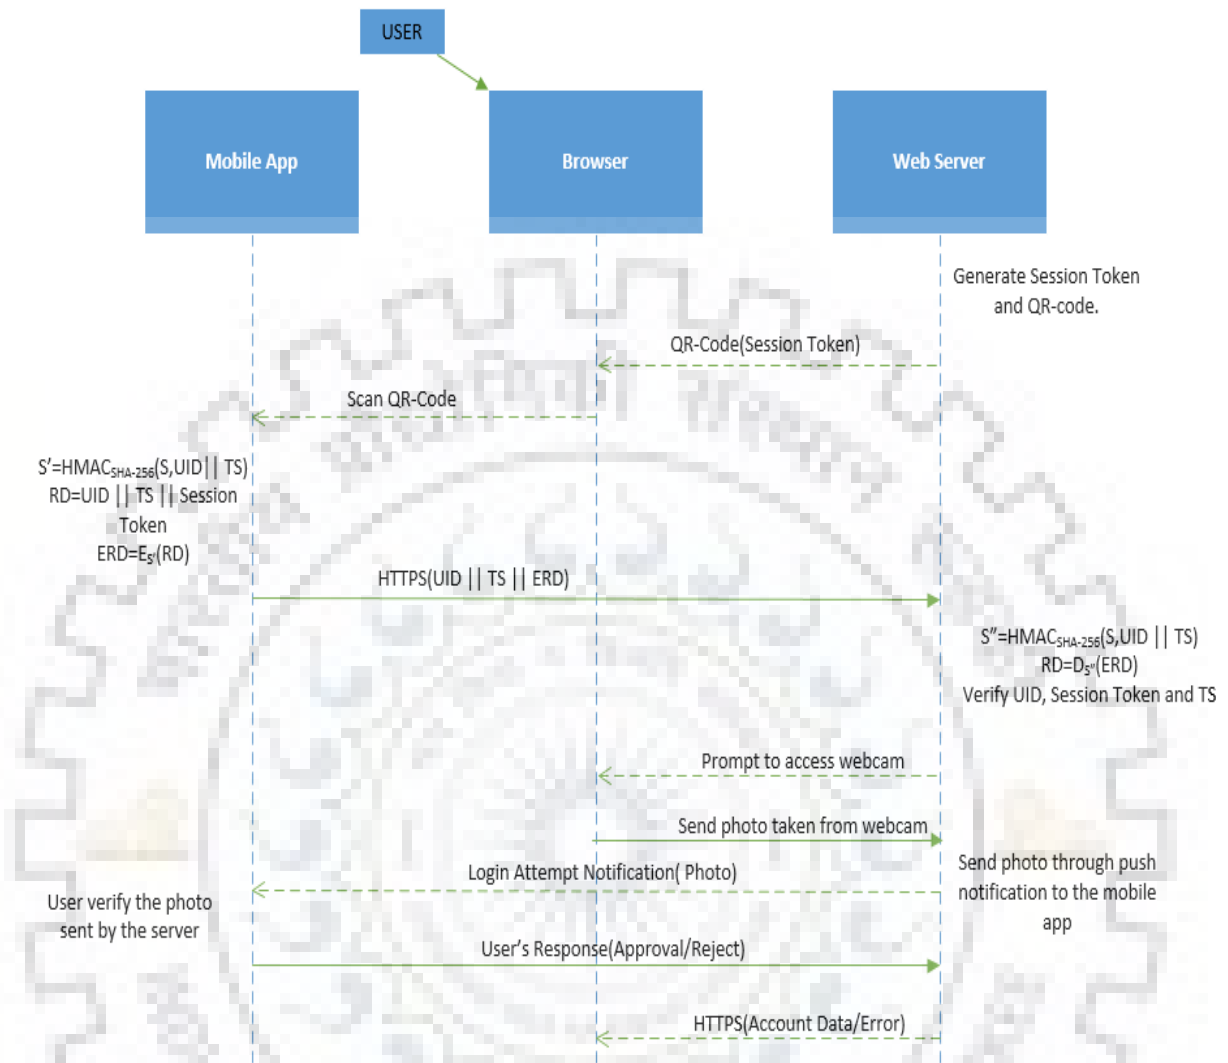 USER
Mobile App
Browser
Web Server
Generate Session Token
and QR-code.
QR-Code(Session Token)
Scan QR-Code
S'=HMACSHA-256(S,UID|| TS)
RD=UID || TS || Session
Token
ERD=ES'(RD)
HTTPS(UID || TS || ERD)
S''=HMACSHA-256(S,UID || TS)
RD=DS''(ERD)
Verify UID, Session Token and TS
Prompt to access webcam
Send photo taken from webcam
Login Attempt Notification( Photo)
Send photo through push
notification to the mobile
app
User verify the photo
sent by the server
User's Response(Approval/Reject)
HTTPS(Account Data/Error)